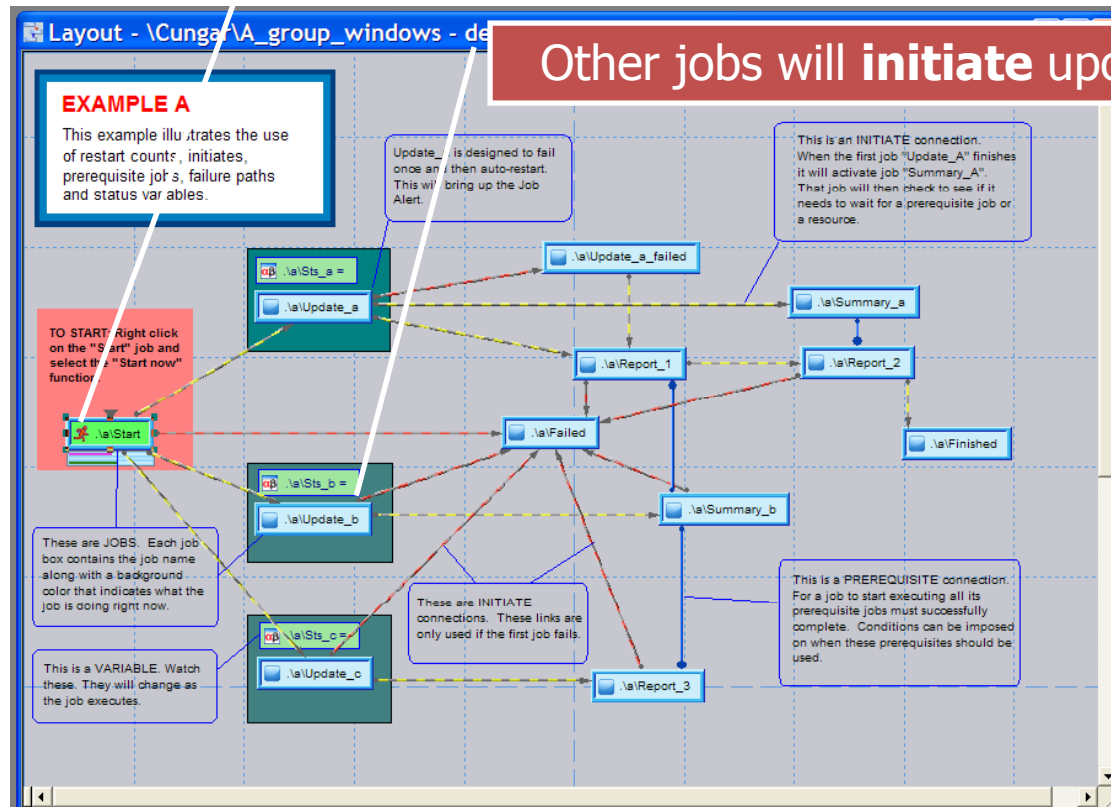 Layout - \Cungar\A_group_windows - de
Other jobs will initiate upo
EXAMPLE A
This example illustrates the use
of restart counts, initiates,
prerequisite jobs, failure paths
and status variables.
Update_a is designed to fail
once and then auto-restart.
This will bring up the Job
Alert.
This is an INITIATE connection.
When the first job "Update_A" finishes
it will activate job "Summary_A".
That job will then check to see if it
needs to wait for a prerequisite job or
a resource.
.\a\Update_a_failed
αβ .\a\Sts_a =
.\a\Update_a
.\a\Summary_a
TO START: Right click
on the "Start" job and
select the "Start now"
function.
.\a\Report_1
.\a\Report_2
.\a\Start
.\a\Failed
.\a\Finished
αβ .\a\Sts_b =
.\a\Update_b
.\a\Summary_b
These are JOBS. Each job
box contains the job name
along with a background
color that indicates what the
job is doing right now.
These are INITIATE
connections. These links are
only used if the first job fails.
This is a PREREQUISITE connection.
For a job to start executing all its
prerequisite jobs must successfully
complete. Conditions can be imposed
on when these prerequisites should be
used.
αβ .\a\Sts_c =
.\a\Update_c
.\a\Report_3
This is a VARIABLE. Watch
these. They will change as
the job executes.